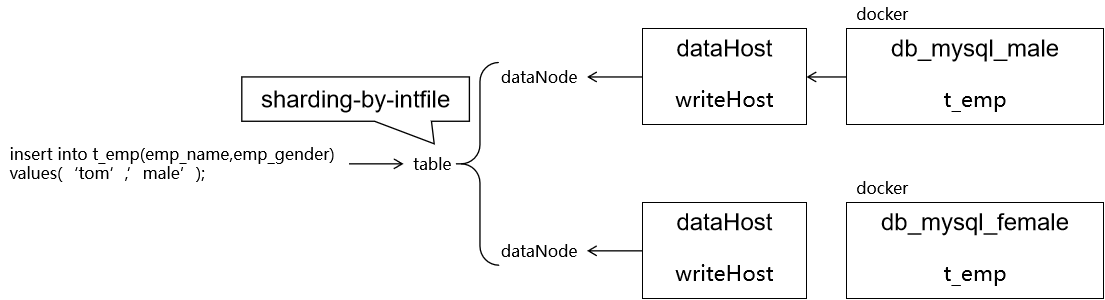 docker
dataHost
db_mysql_male
dataNode
writeHost
t_emp
sharding-by-intfile
insert into t_emp(emp_name,emp_gender)
values(‘tom’,’male’);
table
docker
dataHost
db_mysql_female
dataNode
writeHost
t_emp